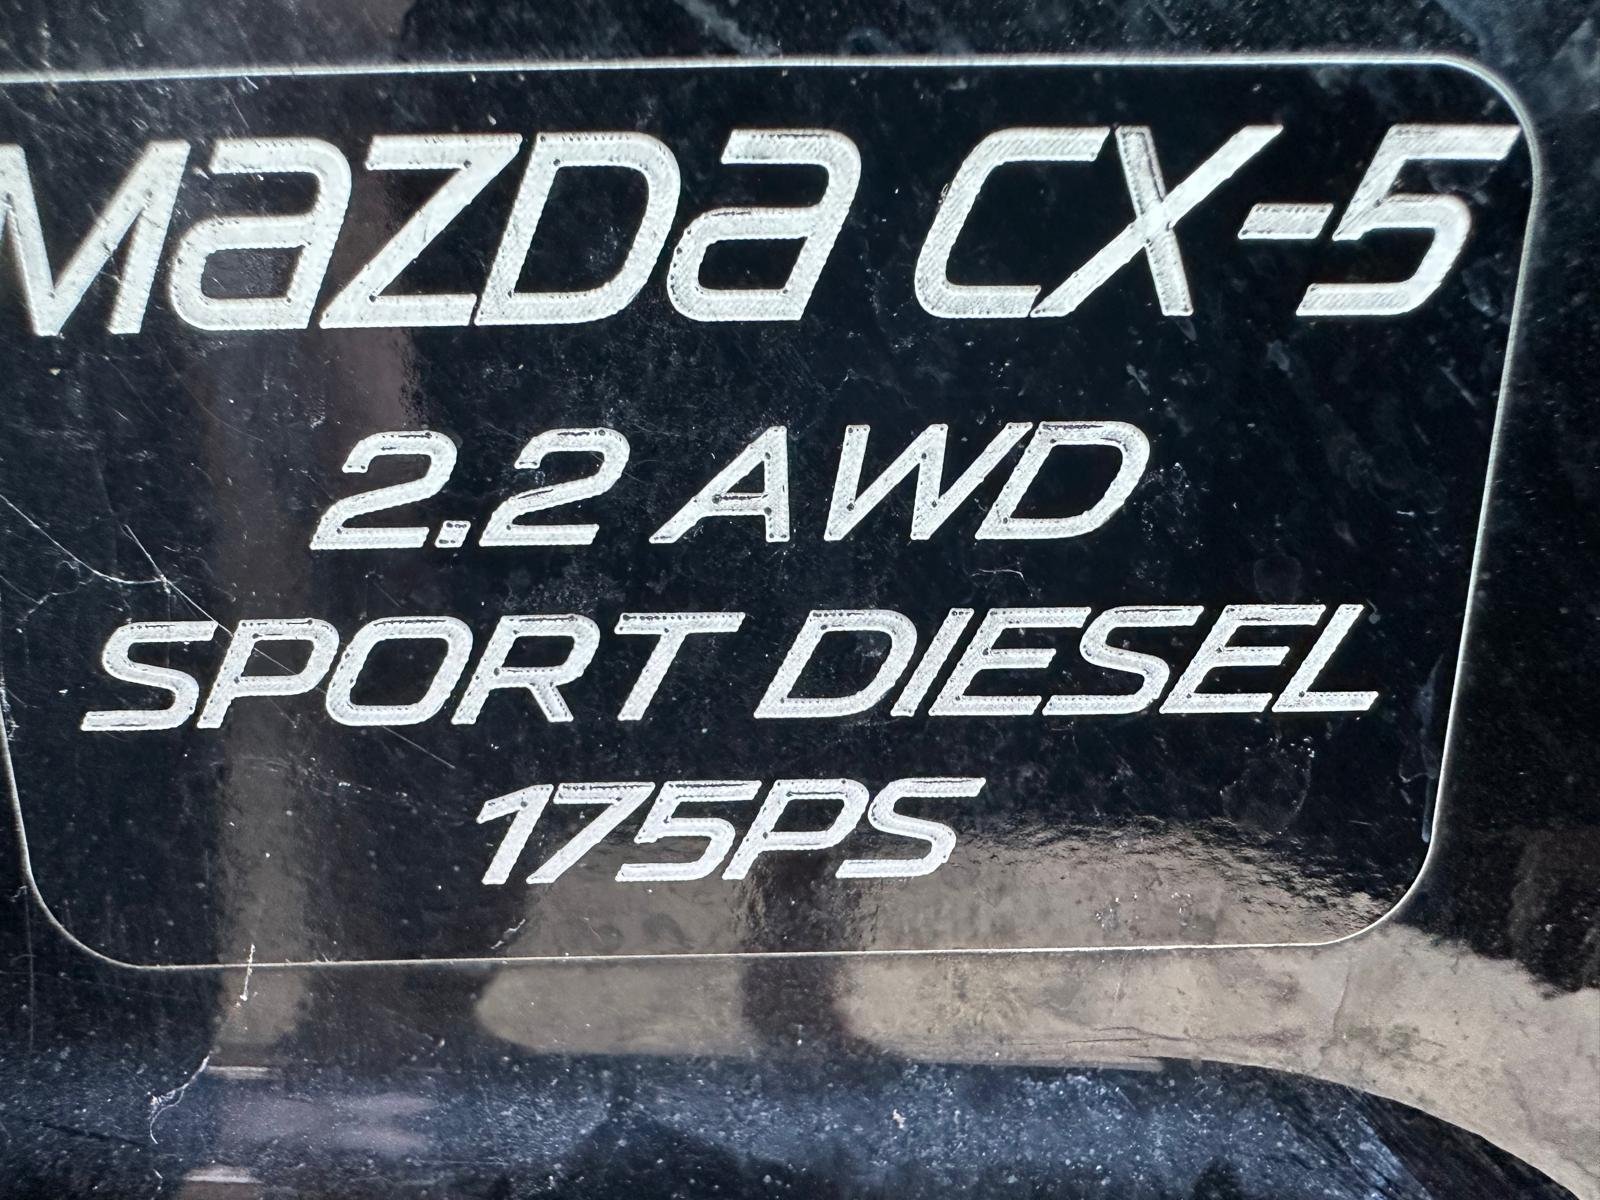 mazda CX-5
2.2 AWD
SPORT DIESEL
175PS